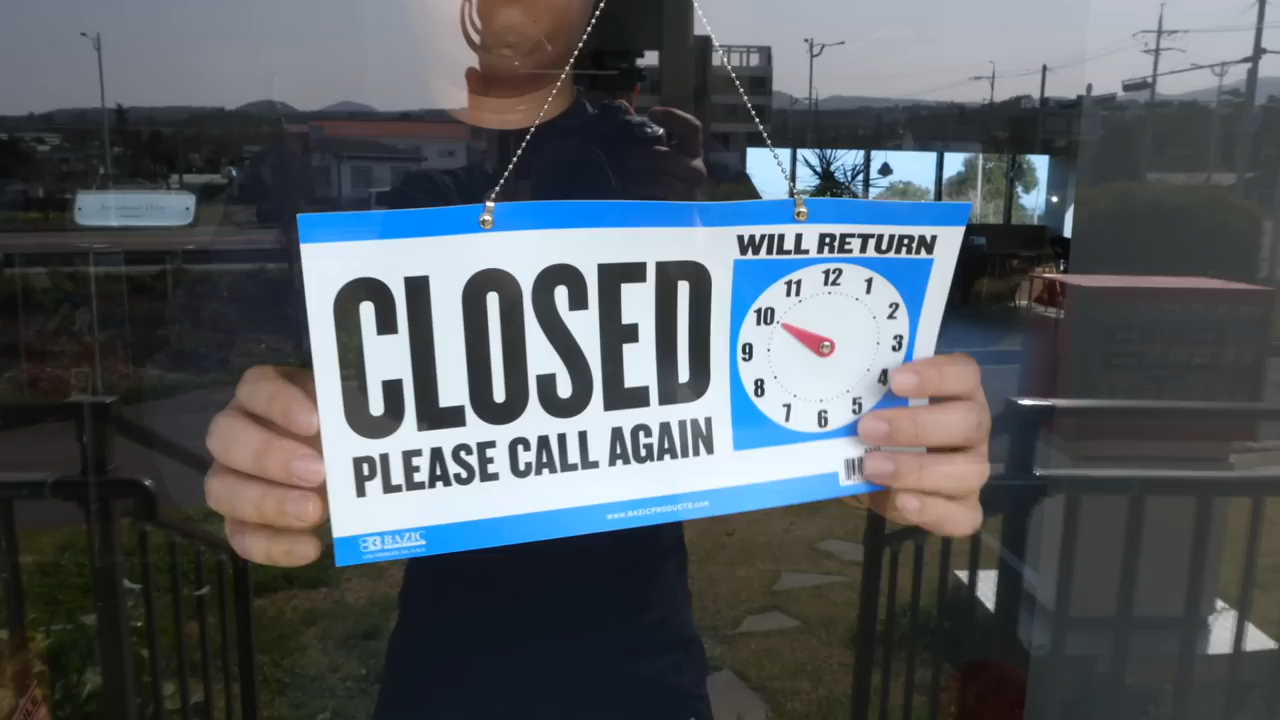 WILL RETURN
CLOSED
PLEASE CALL AGAIN
11 12 1
10 2
9 3
8 4
7 6 5
www.BAZICPRODUCTS.com
BAZIC